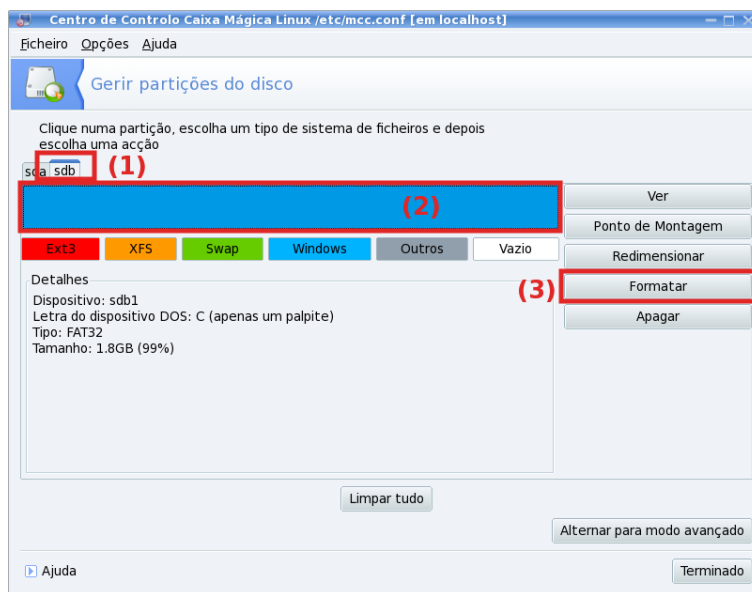 Centro de Controlo Caixa Mágica Linux /etc/mcc.conf [em localhost]
Ficheiro Opções Ajuda
Gerir partições do disco
Clique numa partição, escolha um tipo de sistema de ficheiros e depois
escolha uma acção
sda sdb (1)
(2)
Ver
Ponto de Montagem
Ext3 XFS Swap Windows Outros Vazio
Redimensionar
Detalhes
(3) Formatar
Dispositivo: sdb1
Letra do dispositivo DOS: C (apenas um palpite)
Apagar
Tipo: FAT32
Tamanho: 1.8GB (99%)
Limpar tudo
Alternar para modo avançado
Ajuda
Terminado